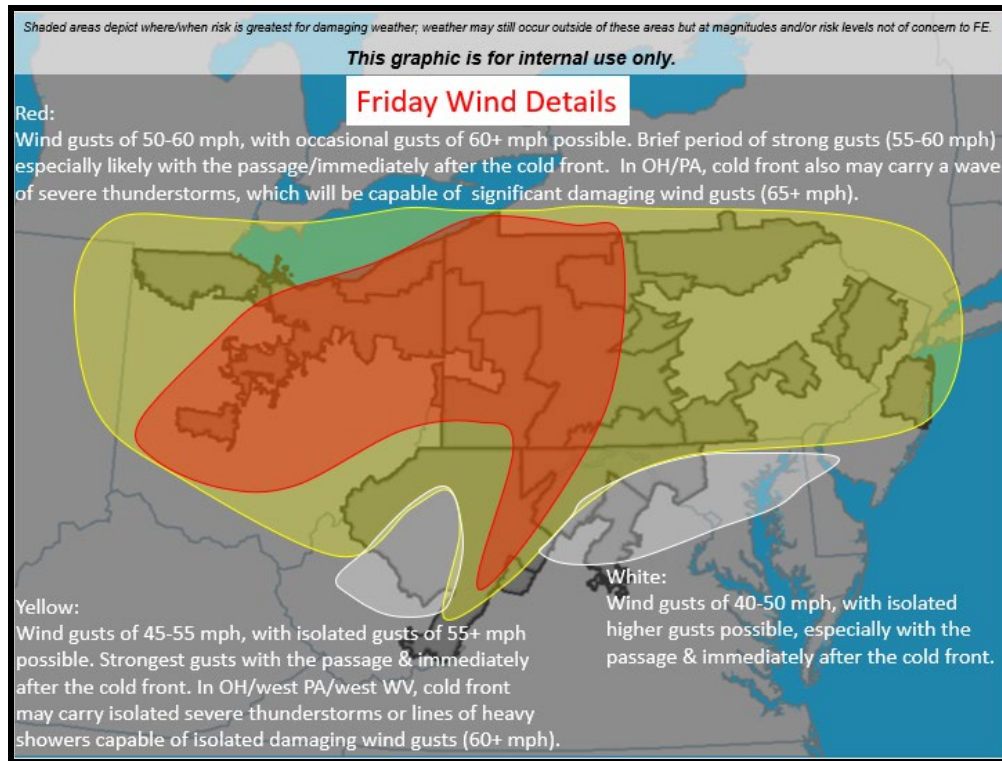 Shaded areas depict where/when risk is greatest for damaging weather; weather may still occur outside of these areas but at magnitudes and/or risk levels not of concern to FE.
This graphic is for internal use only.
Friday Wind Details
Red:
Wind gusts of 50-60 mph, with occasional gusts of 60+ mph possible. Brief period of strong gusts (55-60 mph)
especially likely with the passage/immediately after the cold front. In OH/PA, cold front also may carry a wave
of severe thunderstorms, which will be capable of significant damaging wind gusts (65+ mph).
Yellow:
Wind gusts of 45-55 mph, with isolated gusts of 55+ mph
possible. Strongest gusts with the passage & immediately
after the cold front. In OH/west PA/west WV, cold front
may carry isolated severe thunderstorms or lines of heavy
showers capable of isolated damaging wind gusts (60+ mph).
White:
Wind gusts of 40-50 mph, with isolated
higher gusts possible, especially with the
passage & immediately after the cold front.